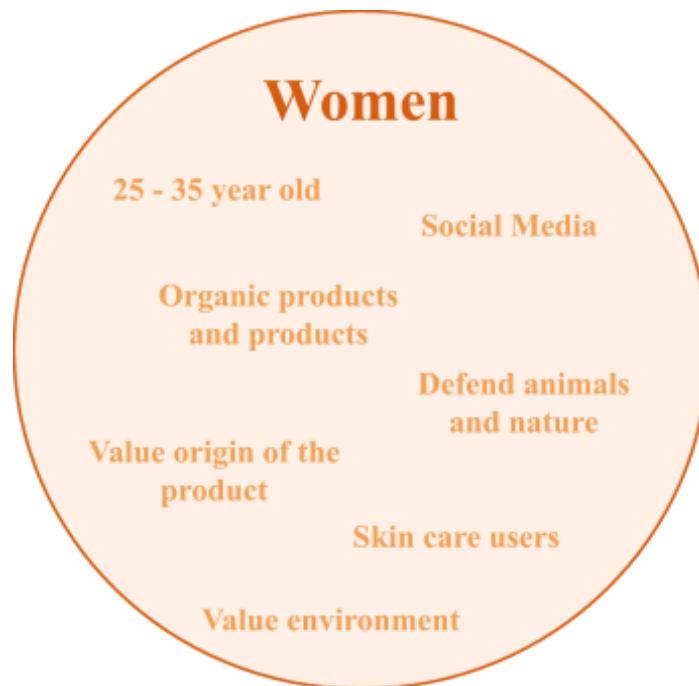 Women
25 - 35 year old
Social Media
Organic products
and products
Defend animals
and nature
Value origin of the
product
Skin care users
Value environment